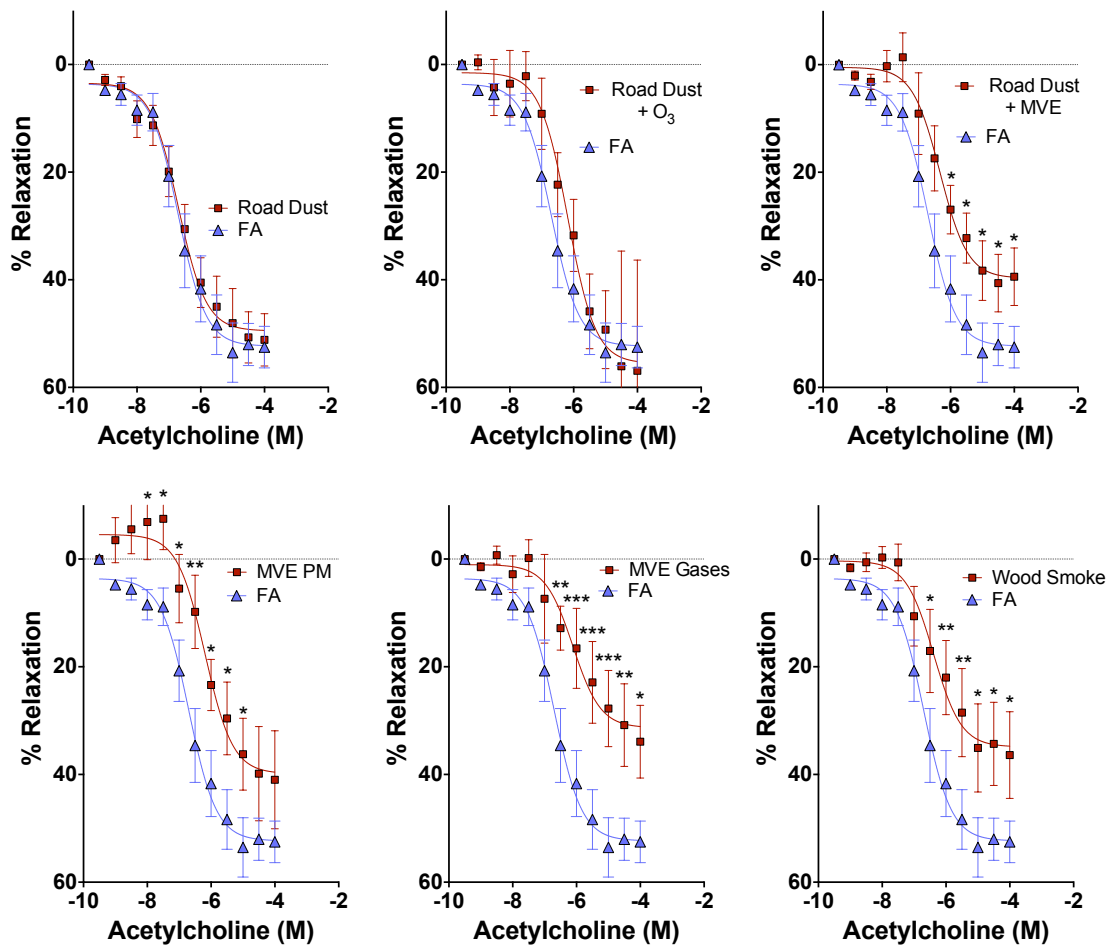 % Relaxation
0
20
40
60
Road Dust
FA
-10 -8 -6 -4 -2
Acetylcholine (M)
% Relaxation
0
20
40
60
Road Dust
+ O₃
FA
-10 -8 -6 -4 -2
Acetylcholine (M)
% Relaxation
0
20
40
60
Road Dust
+ MVE
FA
* * * * *
-10 -8 -6 -4 -2
Acetylcholine (M)
% Relaxation
0
20
40
60
* * * ** * * *
MVE PM
FA
-10 -8 -6 -4 -2
Acetylcholine (M)
% Relaxation
0
20
40
60
MVE Gases
FA
** *** *** *** ** *
-10 -8 -6 -4 -2
Acetylcholine (M)
% Relaxation
0
20
40
60
Wood Smoke
FA
* ** ** * * *
-10 -8 -6 -4 -2
Acetylcholine (M)